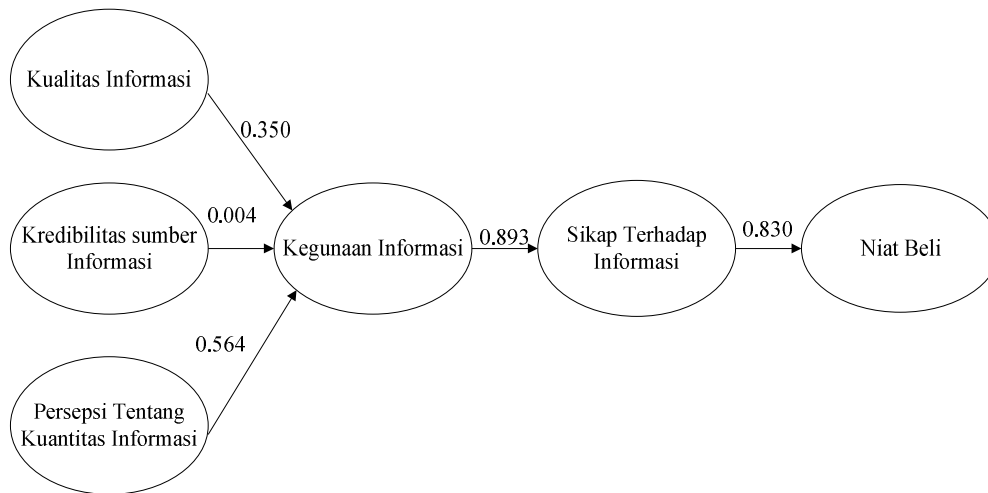 Kualitas Informasi
0.350
Kredibilitas sumber
Informasi
0.004
Kegunaan Informasi
0.893
Sikap Terhadap
Informasi
0.830
Niat Beli
0.564
Persepsi Tentang
Kuantitas Informasi